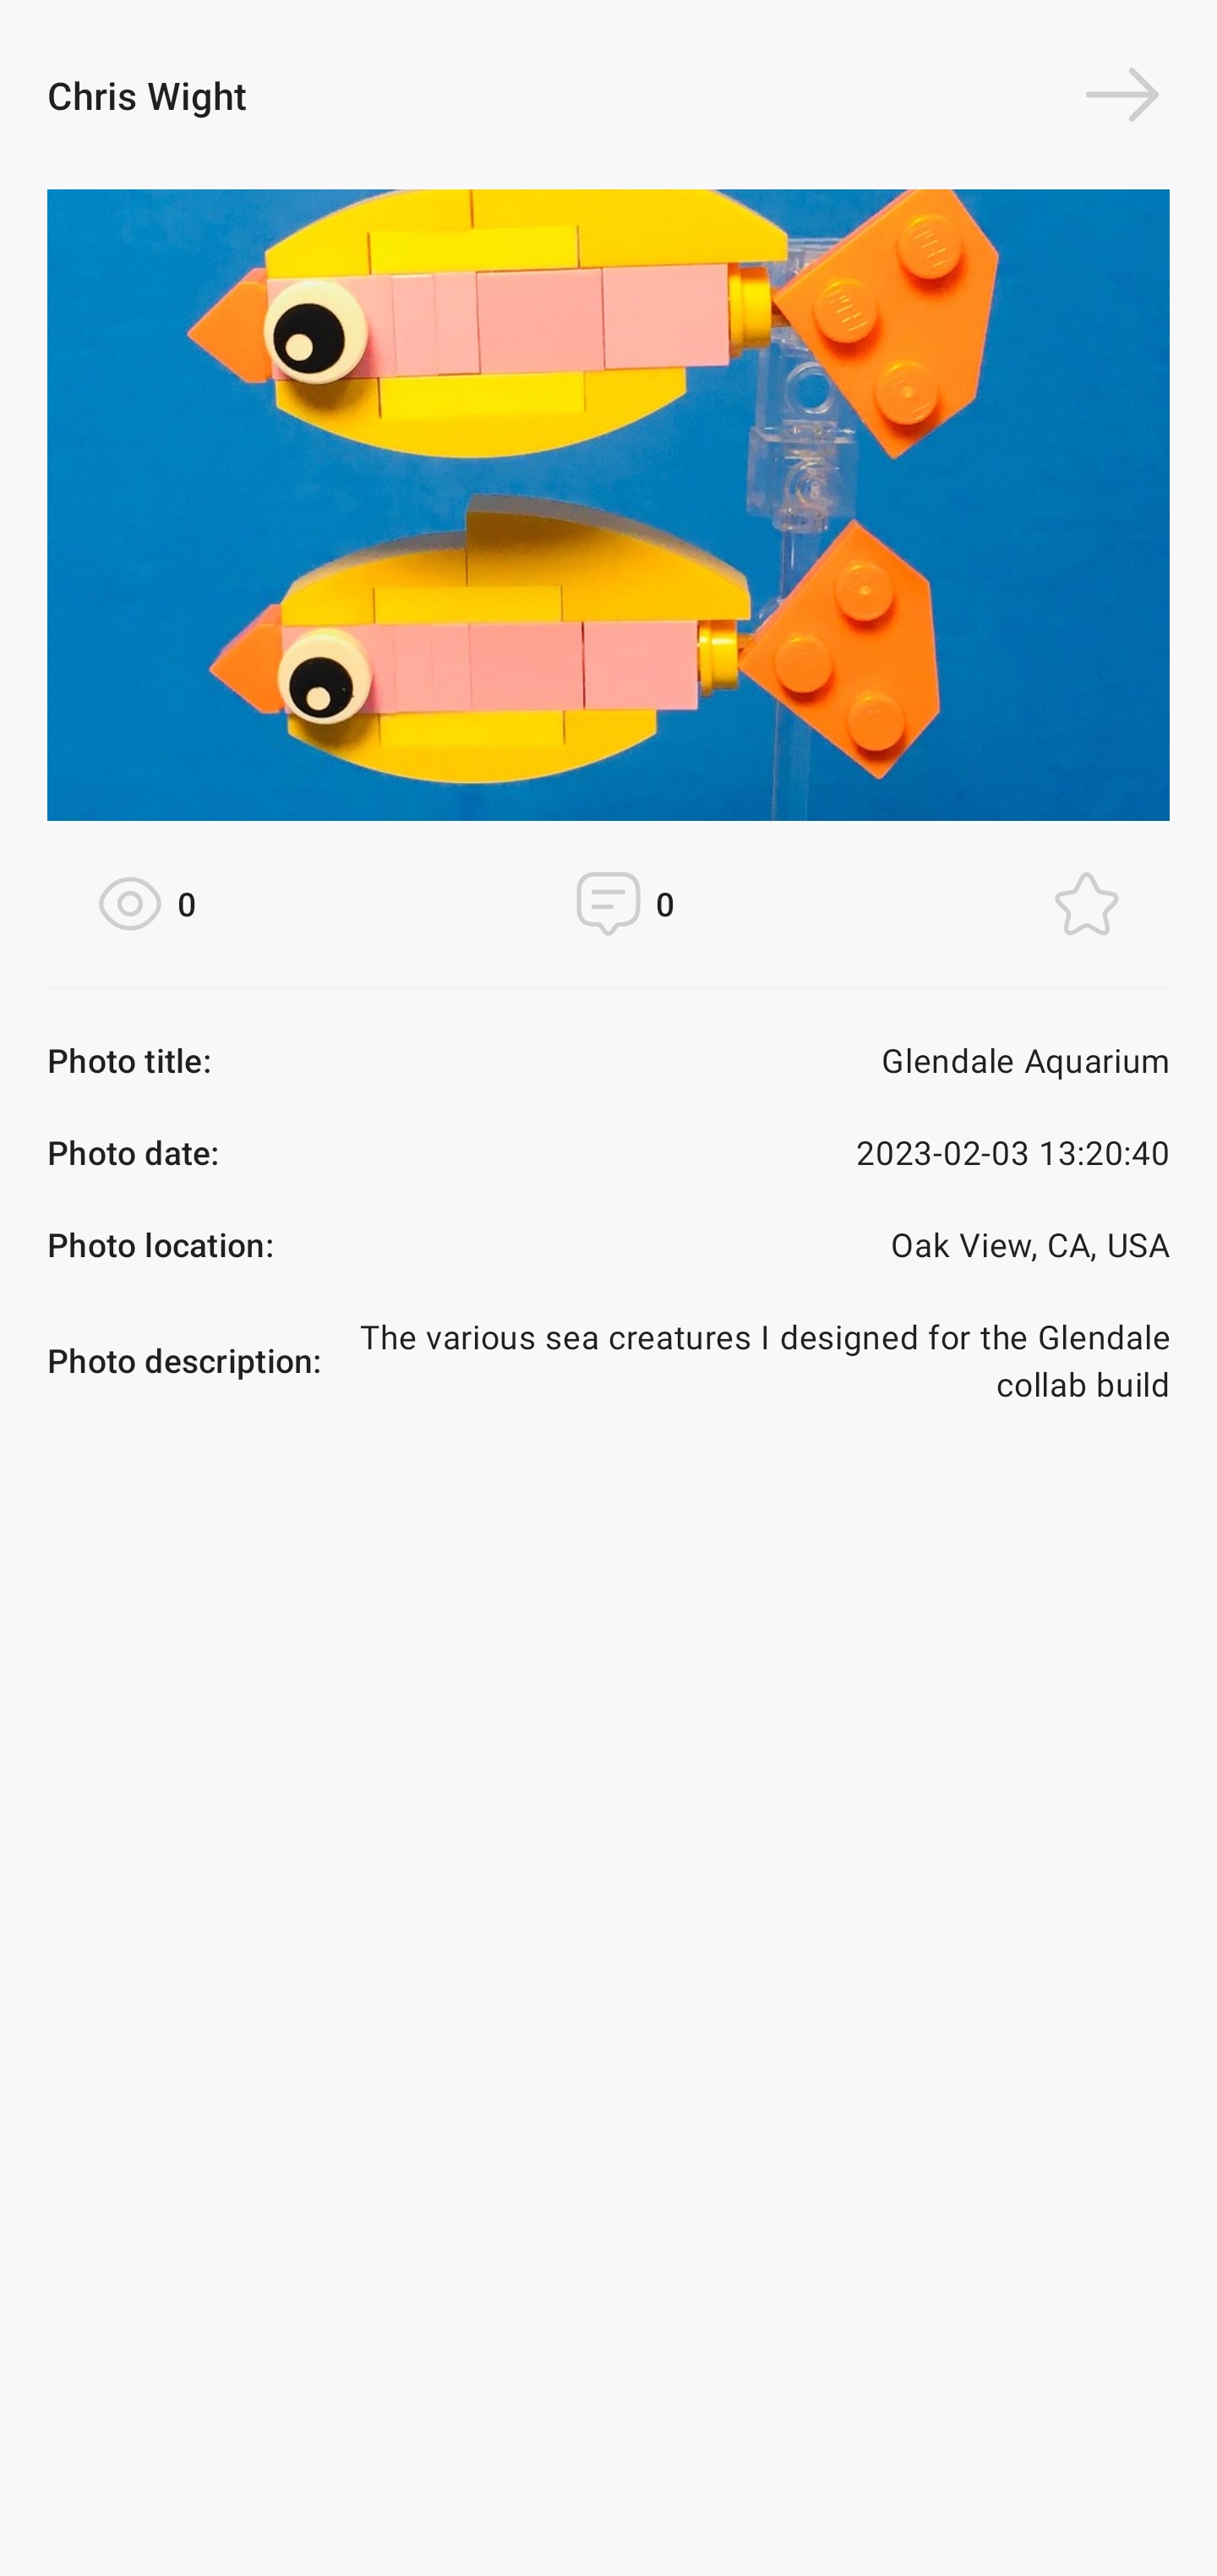 Chris Wight
0
0
Photo title:
Glendale Aquarium
Photo date:
2023-02-03 13:20:40
Photo location:
Oak View, CA, USA
Photo description:
The various sea creatures I designed for the Glendale
collab build